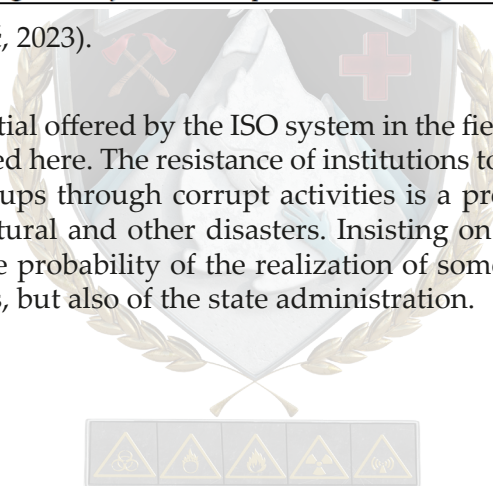 , 2023).
tial offered by the ISO system in the fie
ed here. The resistance of institutions to
ups through corrupt activities is a pr
tural and other disasters. Insisting on
e probability of the realization of som
s, but also of the state administration.